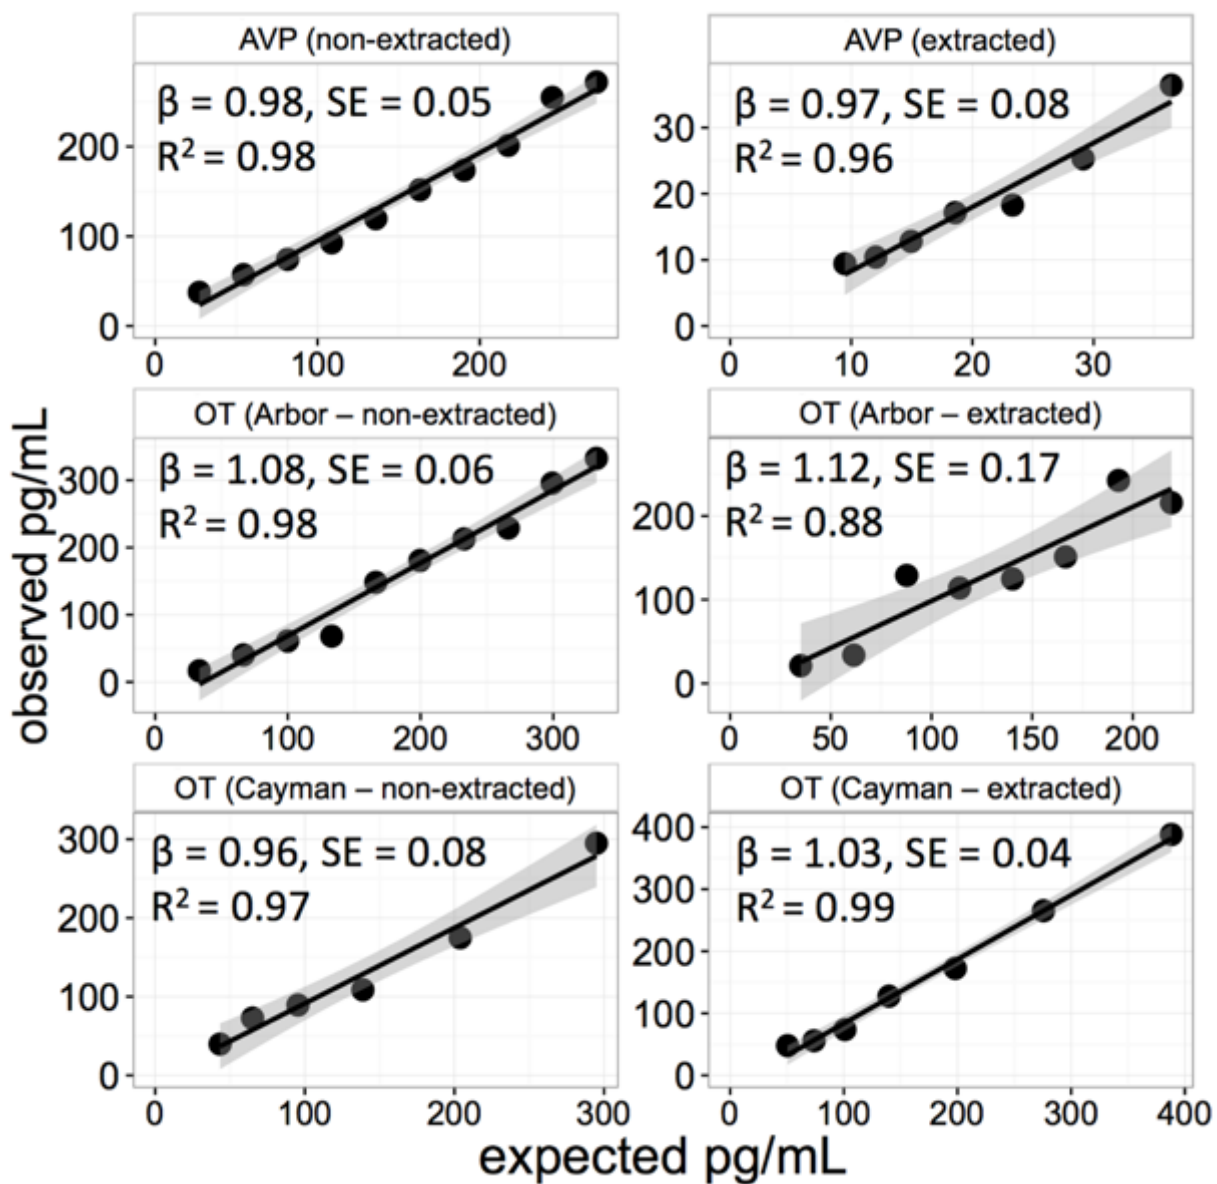 AVP (non-extracted)
β = 0.98, SE = 0.05
R² = 0.98
200
100
0
0 100 200
AVP (extracted)
β = 0.97, SE = 0.08
R² = 0.96
30
20
10
0
0 10 20 30
OT (Arbor – non-extracted)
β = 1.08, SE = 0.06
R² = 0.98
300
200
100
0
0 100 200 300
OT (Arbor – extracted)
β = 1.12, SE = 0.17
R² = 0.88
200
100
0
0 50 100 150 200
OT (Cayman – non-extracted)
β = 0.96, SE = 0.08
R² = 0.97
300
200
100
0
0 100 200 300
OT (Cayman – extracted)
β = 1.03, SE = 0.04
R² = 0.99
400
300
200
100
0
0 100 200 300 400
observed pg/mL
expected pg/mL